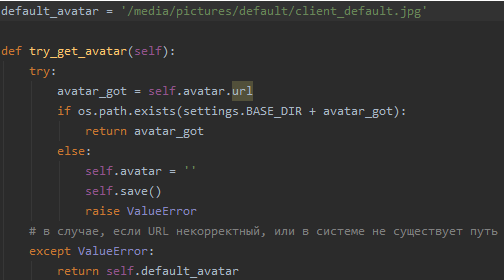 default_avatar = '/media/pictures/default/client_default.jpg'
def try_get_avatar(self):
try:
avatar_got = self.avatar.url
if os.path.exists(settings.BASE_DIR + avatar_got):
return avatar_got
else:
self.avatar = ''
self.save()
raise ValueError
# в случае, если URL некорректный, или в системе не существует путь
except ValueError:
return self.default_avatar